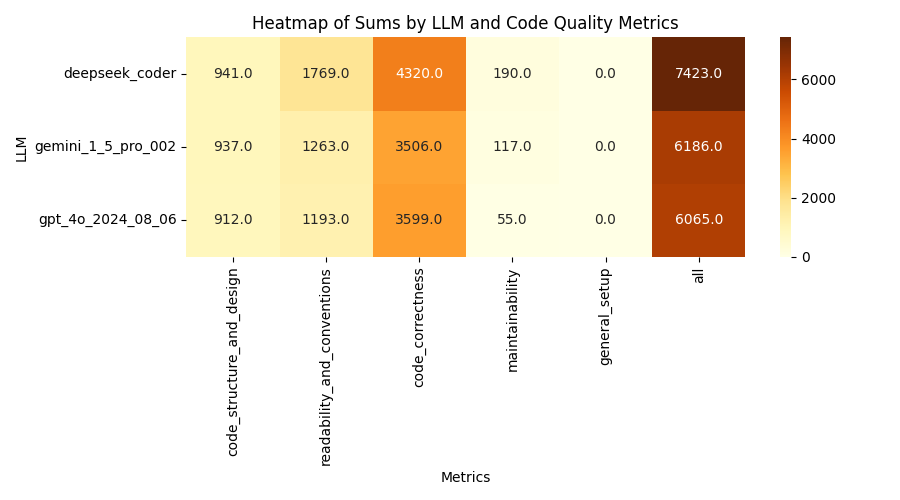 Heatmap of Sums by LLM and Code Quality Metrics
LLM
deepseek_coder 941.0 1769.0 4320.0 190.0 0.0 7423.0
gemini_1_5_pro_002 937.0 1263.0 3506.0 117.0 0.0 6186.0
gpt_4o_2024_08_06 912.0 1193.0 3599.0 55.0 0.0 6065.0
code_structure_and_design
readability_and_conventions
code_correctness
maintainability
general_setup
all
Metrics
6000
4000
2000
0